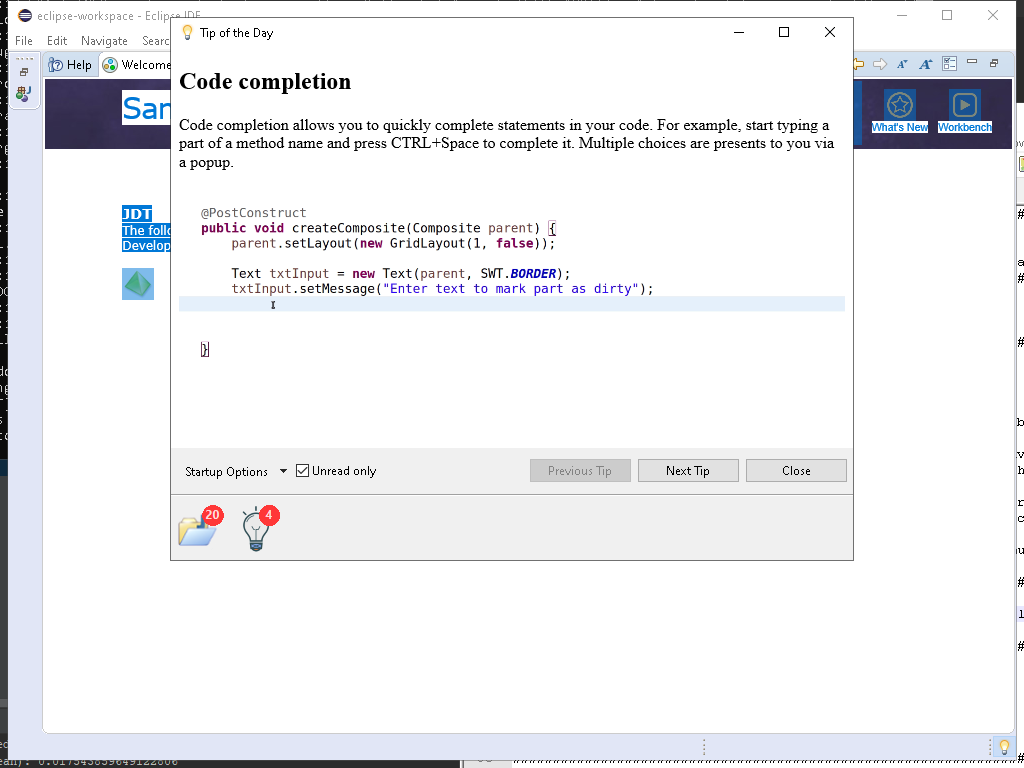 eclipse-workspace - Eclipse IDE
Tip of the Day
File Edit Navigate Searc
Help
Welcome
Code completion
Code completion allows you to quickly complete statements in your code. For example, start typing a
part of a method name and press CTRL+Space to complete it. Multiple choices are presents to you via
a popup.
@PostConstruct
public void createComposite(Composite parent) {
parent.setLayout(new GridLayout(1, false));
Text txtInput = new Text(parent, SWT.BORDER);
txtInput.setMessage("Enter text to mark part as dirty");
}
What's New
Workbench
JDT
The follo
Develop
Startup Options
Unread only
Previous Tip
Next Tip
Close
20
4